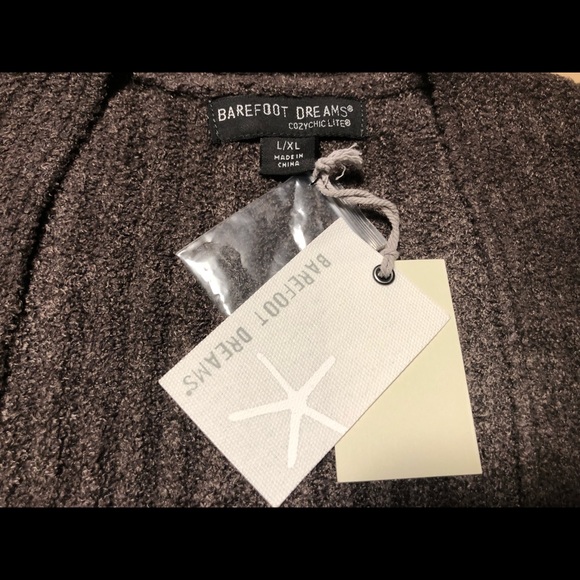 BAREFOOT DREAMS®
COZYCHIC LITE®
L/XL
MADE IN
CHINA
BAREFOOT DREAMS®